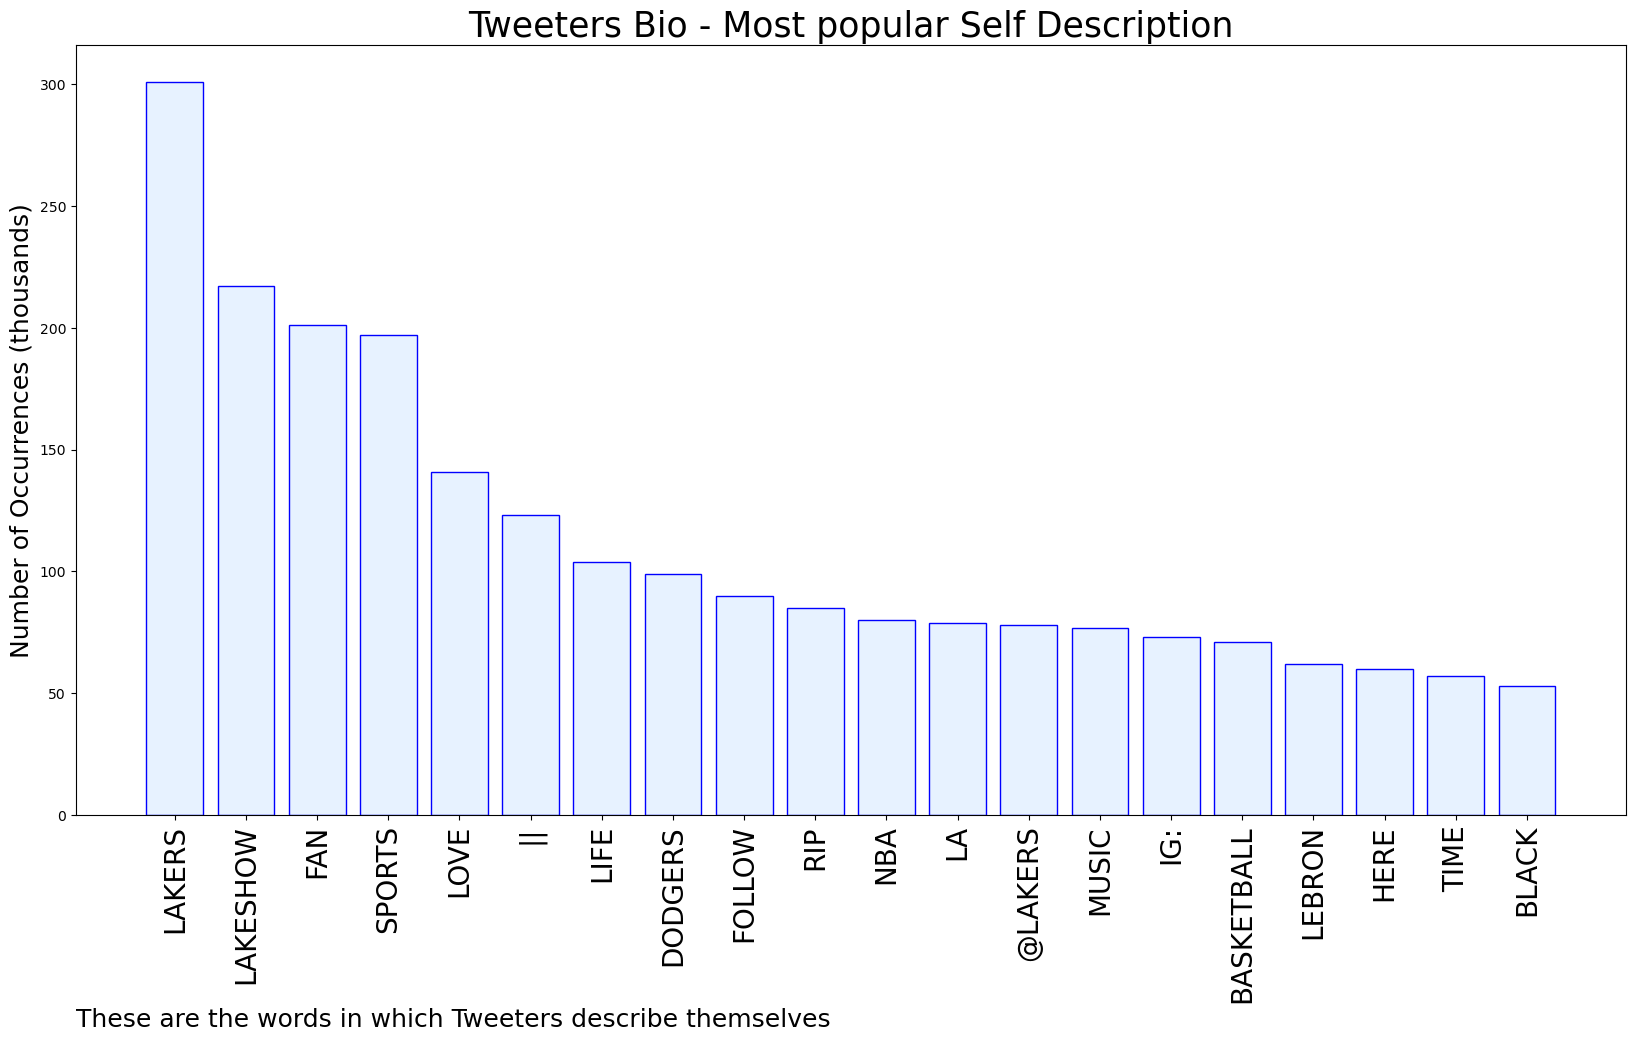 Tweeters Bio - Most popular Self Description
Number of Occurrences (thousands)
300
250
200
150
100
50
0
LAKERS
LAKESHOW
FAN
SPORTS
LOVE
||
LIFE
DODGERS
FOLLOW
RIP
NBA
LA
@LAKERS
MUSIC
IG:
BASKETBALL
LEBRON
HERE
TIME
BLACK
These are the words in which Tweeters describe themselves